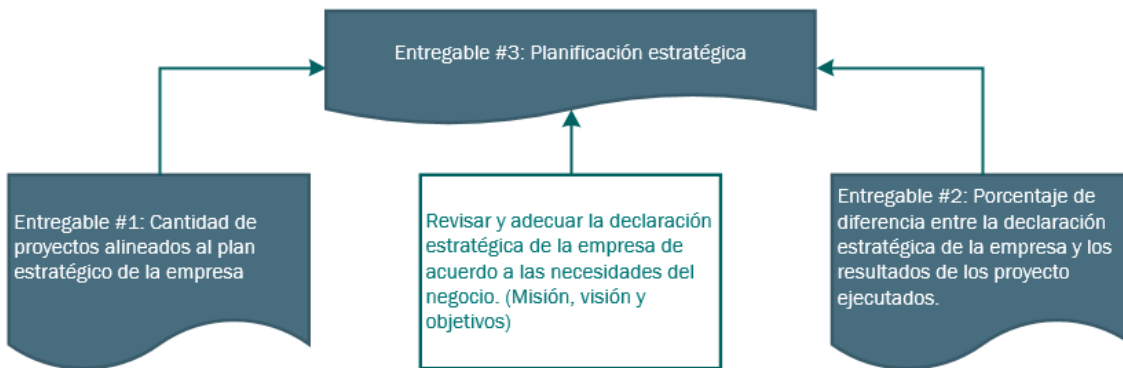 Entregable #3: Planificación estratégica
Entregable #1: Cantidad de
proyectos alineados al plan
estratégico de la empresa
Revisar y adecuar la declaración
estratégica de la empresa de
acuerdo a las necesidades del
negocio. (Misión, visión y
objetivos)
Entregable #2: Porcentaje de
diferencia entre la declaración
estratégica de la empresa y los
resultados de los proyecto
ejecutados.